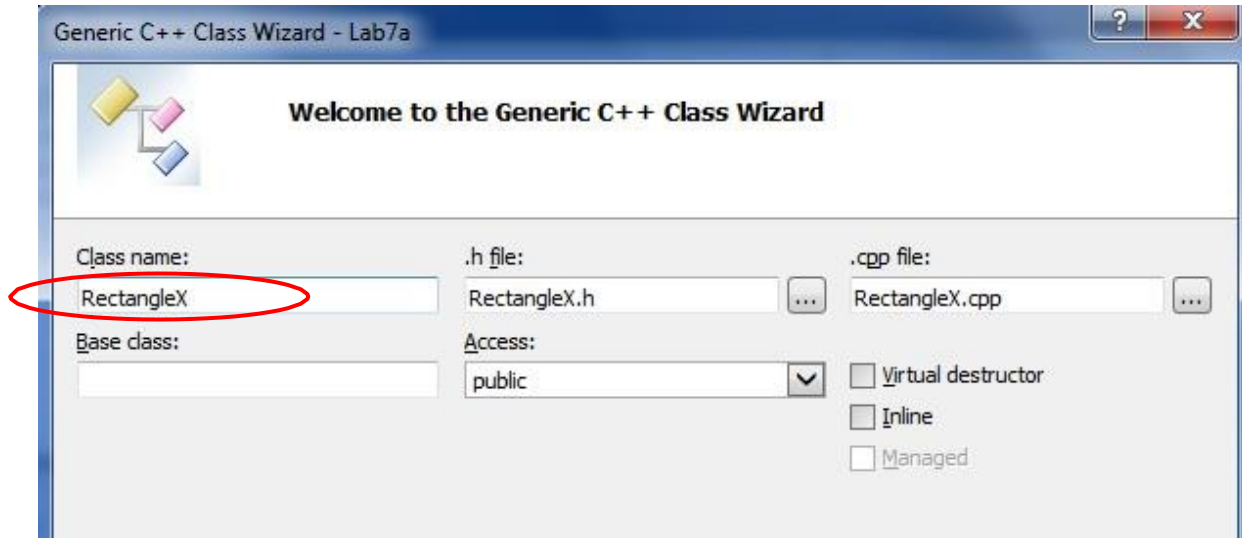 Generic C++ Class Wizard - Lab7a
?
X
Welcome to the Generic C++ Class Wizard
Class name: .h file: .cpp file:
RectangleX RectangleX.h ... RectangleX.cpp ...
Base class: Access:
public Virtual destructor
Inline
Managed